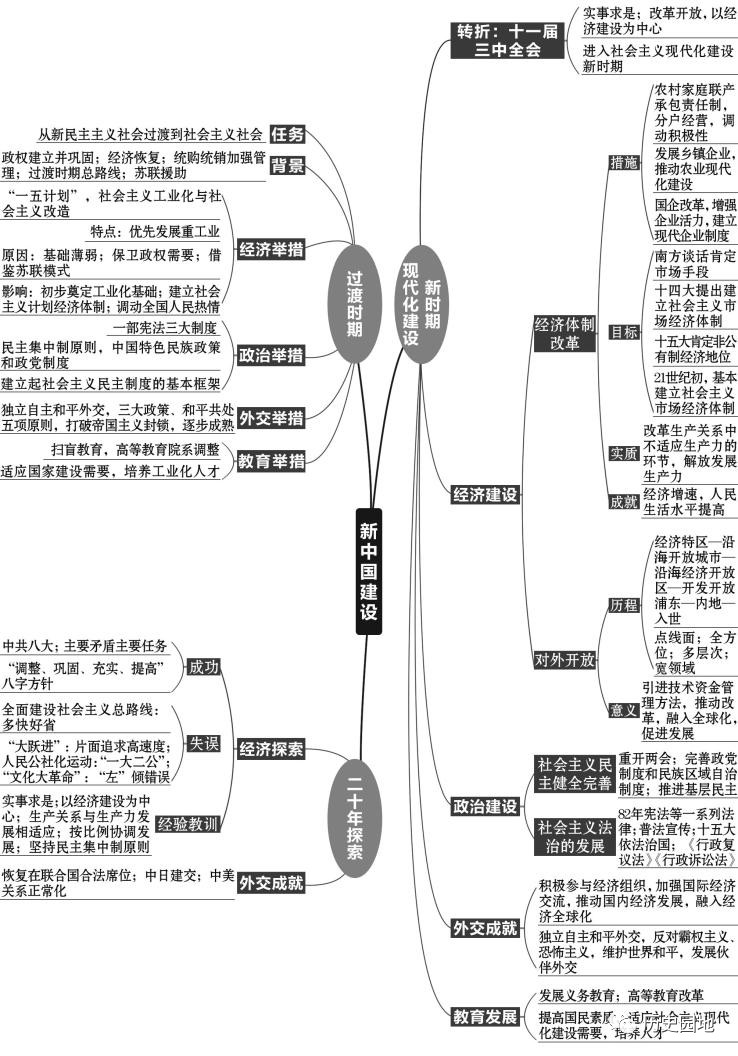 新中国建设
过渡时期
任务
从新民主主义社会过渡到社会主义社会
背景
政权建立并巩固；经济恢复；统购统销加强管
理；过渡时期总路线；苏联援助
经济举措
“一五计划”，社会主义工业化与社
会主义改造
特点：优先发展重工业
原因：基础薄弱；保卫政权需要；借
鉴苏联模式
影响：初步奠定工业化基础；建立社会
主义计划经济体制；调动全国人民热情
政治举措
一部宪法三大制度
民主集中制原则，中国特色民族政策
和政党制度
建立起社会主义民主制度的基本框架
外交举措
独立自主和平外交，三大政策、和平共处
五项原则，打破帝国主义封锁，逐步成熟
教育举措
扫盲教育，高等教育院系调整
适应国家建设需要，培养工业化人才
二十年探索
经济探索
成功
中共八大；主要矛盾主要任务
“调整、巩固、充实、提高”
八字方针
失误
全面建设社会主义总路线：
多快好省
“大跃进”：片面追求高速度；
人民公社化运动：“一大二公”；
“文化大革命”：“左”倾错误
经验教训
实事求是；以经济建设为中
心；生产关系与生产力发
展相适应；按比例协调发
展；坚持民主集中制原则
外交成就
恢复在联合国合法席位；中日建交；中美
关系正常化
新时期
现代化建设
转折：十一届
三中全会
实事求是；改革开放，以经
济建设为中心
进入社会主义现代化建设
新时期
经济建设
经济体制
改革
措施
农村家庭联产
承包责任制，
分户经营，调
动积极性
发展乡镇企业，
推动农业现代
化建设
国企改革，增强
企业活力，建立
现代企业制度
目标
南方谈话肯定
市场手段
十四大提出建
立社会主义市
场经济体制
十五大肯定非公
有制经济地位
21世纪初，基本
建立社会主义
市场经济体制
实质
改革生产关系中
不适应生产力的
环节，解放发展
生产力
成就
经济增速，人民
生活水平提高
对外开放
历程
经济特区—沿
海开放城市—
沿海经济开放
区—开发开放
浦东—内地—
入世
点线面；全方
位；多层次；
宽领域
意义
引进技术资金管
理方法，推动改
革，融入全球化，
促进发展
政治建设
社会主义民
主健全完善
重开两会；完善政党
制度和民族区域自治
制度；推进基层民主
社会主义法
治的发展
82年宪法等一系列法
律；普法宣传；十五大
依法治国；《行政复
议法》《行政诉讼法》
外交成就
积极参与经济组织，加强国际经济
交流，推动国内经济发展，融入经
济全球化
独立自主和平外交，反对霸权主义、
恐怖主义，维护世界和平，发展伙
伴外交
教育发展
发展义务教育；高等教育改革
提高国民素质；适应社会主义现代
化建设需要，培养人才
历史园地